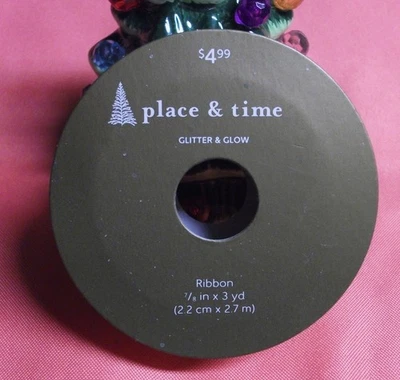 $4.99
place & time
GLITTER & GLOW
Ribbon
7/8 in x 3 yd
(2.2 cm x 2.7 m)